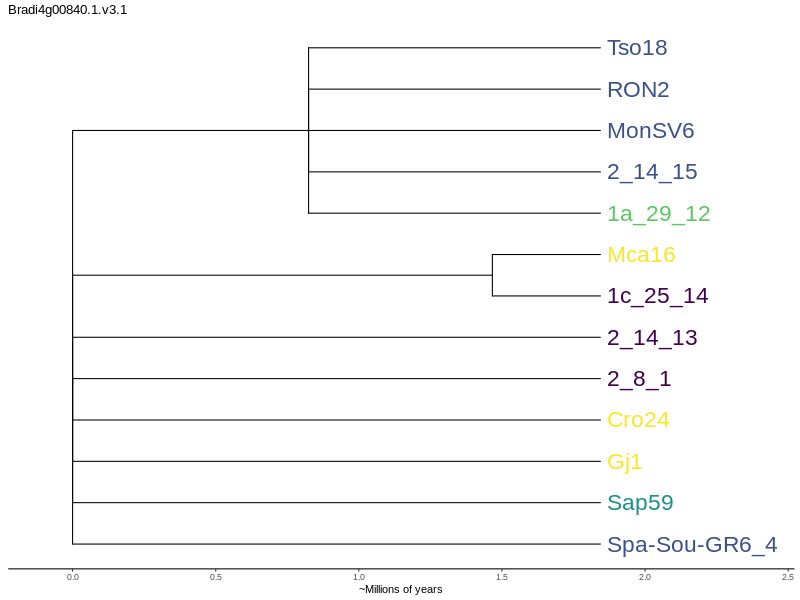 Bradi4g00840.1.v3.1
Tso18
RON2
MonSV6
2_14_15
1a_29_12
Mca16
1c_25_14
2_14_13
2_8_1
Cro24
Gj1
Sap59
Spa-Sou-GR6_4
0.0 0.5 1.0 1.5 2.0 2.5
~Millions of years